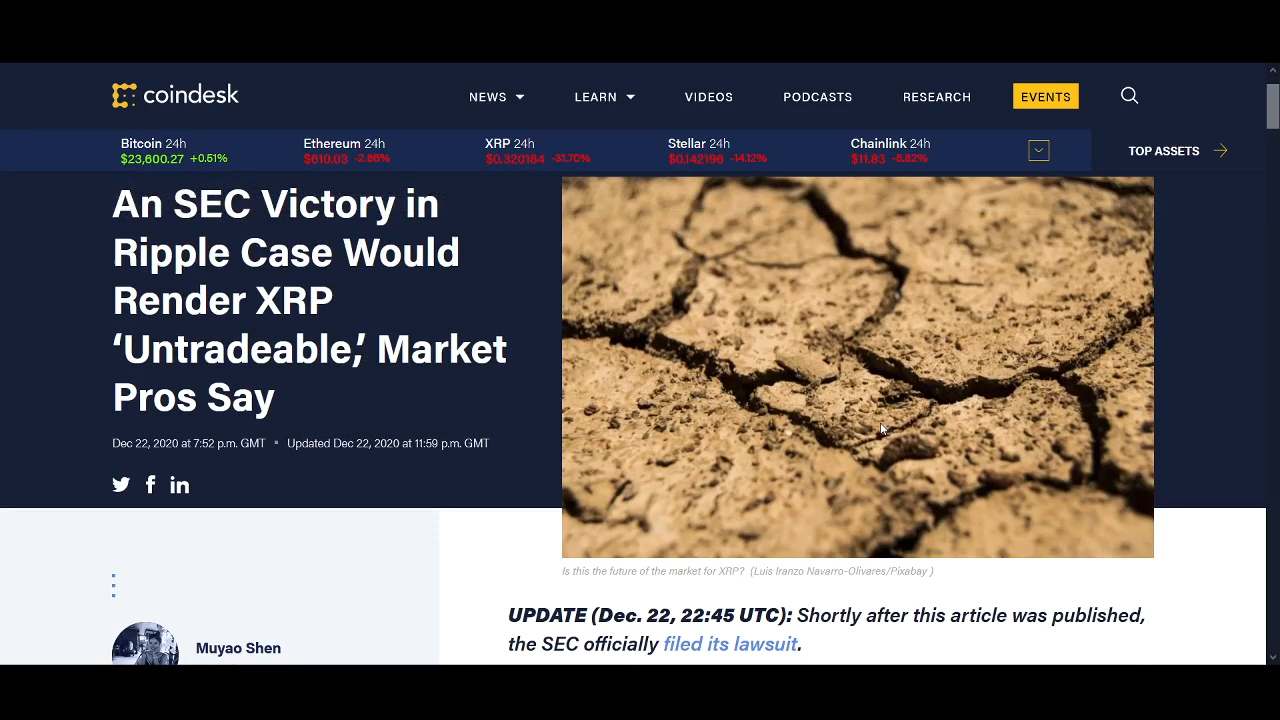 coindesk
NEWS
LEARN
VIDEOS
PODCASTS
RESEARCH
EVENTS
Bitcoin 24h
$23,600.27 +0.51%
Ethereum 24h
$610.03 -2.66%
XRP 24h
$0.320184 -31.70%
Stellar 24h
$0.142196 -14.12%
Chainlink 24h
$11.83 -5.82%
TOP ASSETS
An SEC Victory in
Ripple Case Would
Render XRP
‘Untradeable,’ Market
Pros Say
Dec 22, 2020 at 7:52 p.m. GMT ▪ Updated Dec 22, 2020 at 11:59 p.m. GMT
Is this the future of the market for XRP? (Luis Iranzo Navarro-Olivares/Pixabay )
UPDATE (Dec. 22, 22:45 UTC): Shortly after this article was published,
the SEC officially filed its lawsuit.
Muyao Shen